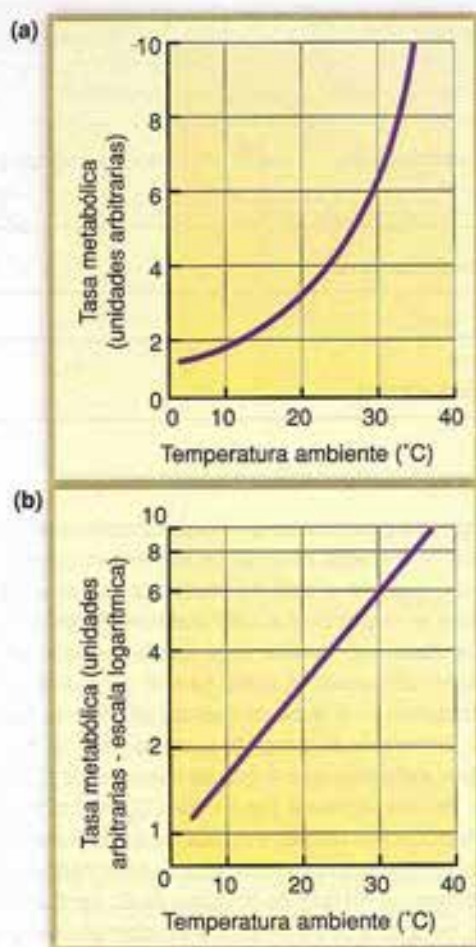 (a)
10
8
6
4
2
0
Tasa metabólica
(unidades arbitrarias)
0 10 20 30 40
Temperatura ambiente (°C)
(b)
10
8
6
4
2
1
Tasa metabólica (unidades
arbitrarias - escala logarítmica)
0 10 20 30 40
Temperatura ambiente (°C)